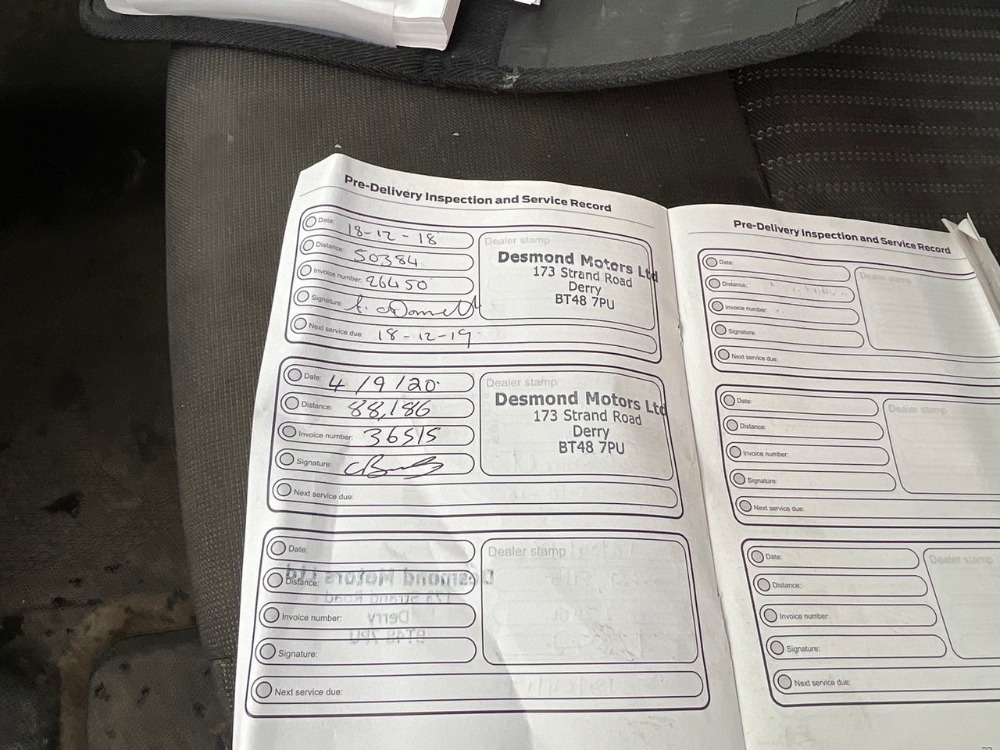 Pre-Delivery Inspection and Service Record
Date: 18-12-18
Distance: 50384
Invoice number: 26450
Signature:
Next service due: 18-12-19
Dealer stamp
Desmond Motors Ltd
173 Strand Road
Derry
BT48 7PU
Date: 4/9/20
Distance: 88,186
Invoice number: 36515
Signature:
Next service due:
Dealer stamp
Desmond Motors Ltd
173 Strand Road
Derry
BT48 7PU
Date:
Distance:
Invoice number:
Signature:
Next service due:
Dealer stamp
Pre-Delivery Inspection and Service Record
Date:
Distance:
Invoice number:
Signature:
Next service due:
Dealer stamp
Date:
Distance:
Invoice number:
Signature:
Next service due:
Dealer stamp
Date:
Distance:
Invoice number:
Signature:
Next service due:
Dealer stamp